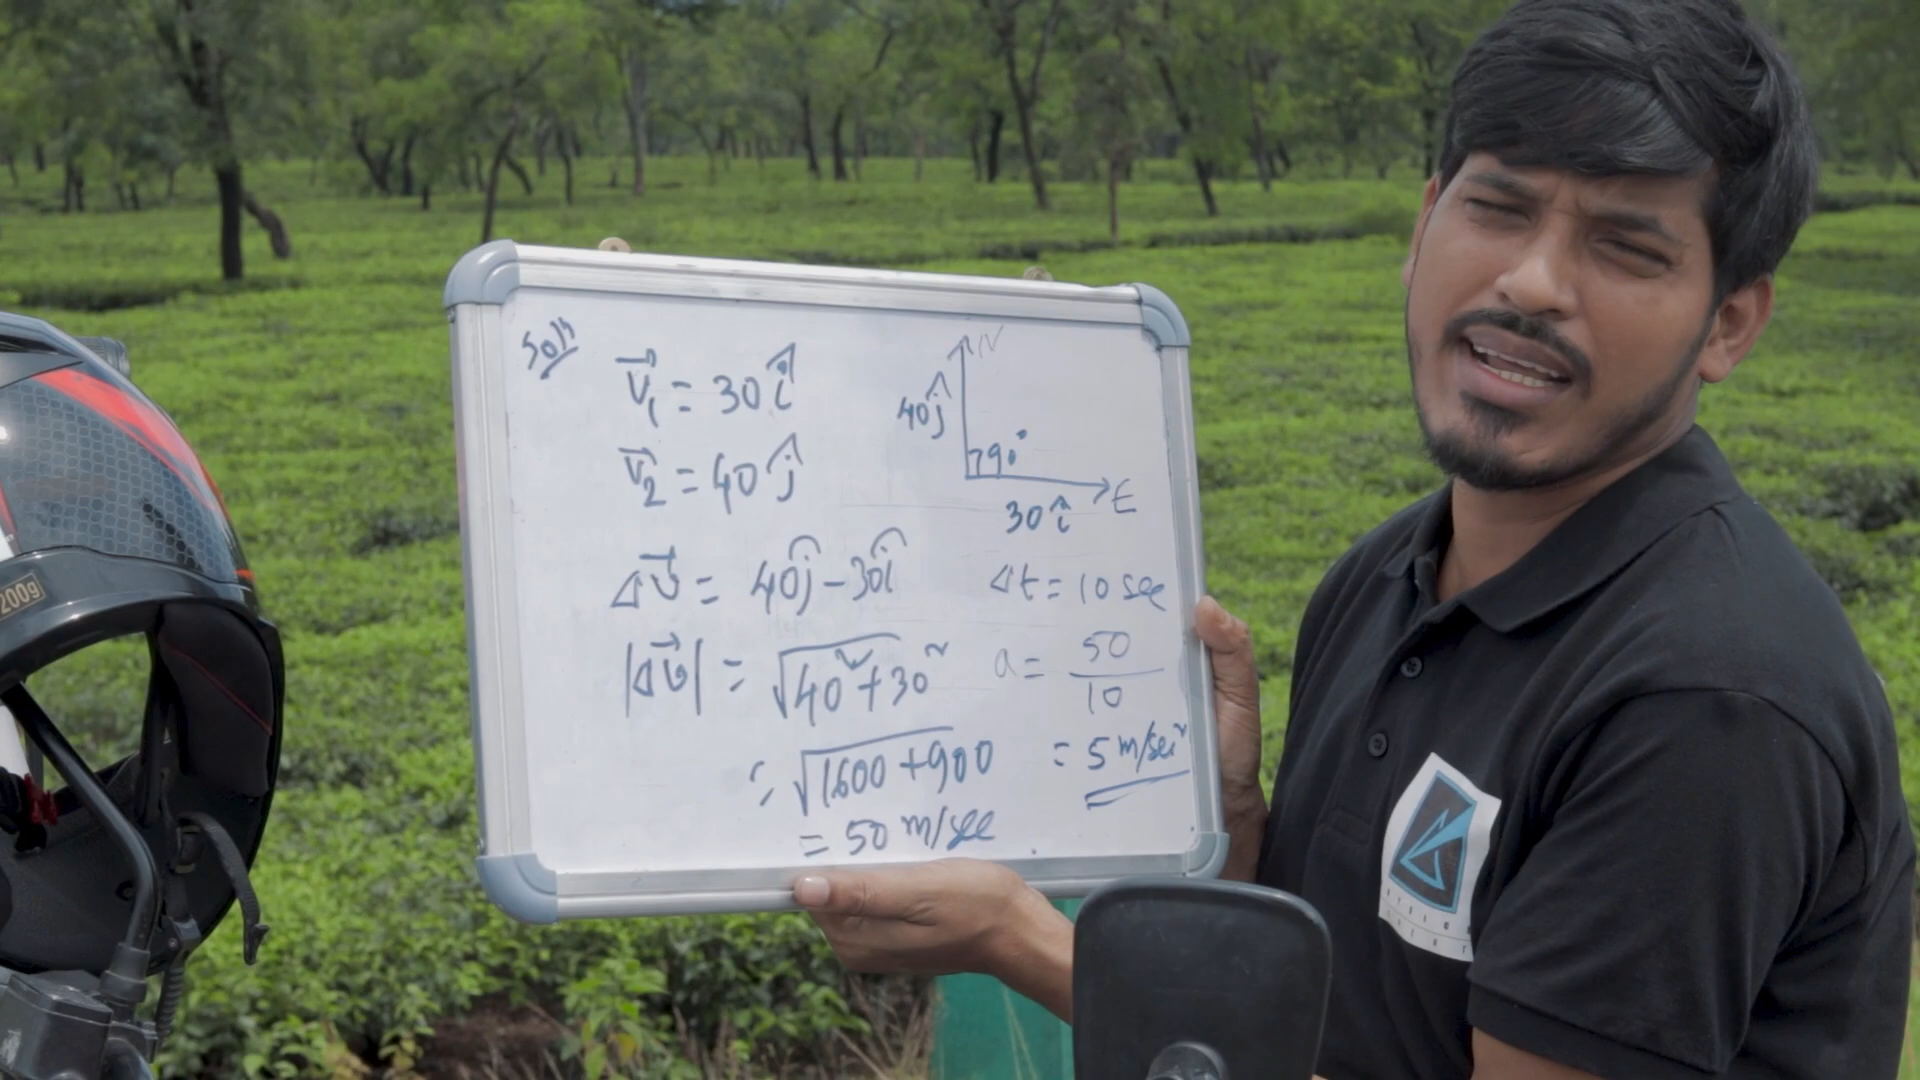 Soln
v₁ = 30 î
v₂ = 40 ĵ
Δv = 40ĵ - 30î
|Δv| = √40² + 30²
= √1600 + 900
= 50 m/sec
N
40ĵ
90°
E
30 î
Δt = 10 sec
a = 50/10
= 5 m/sec²
200g